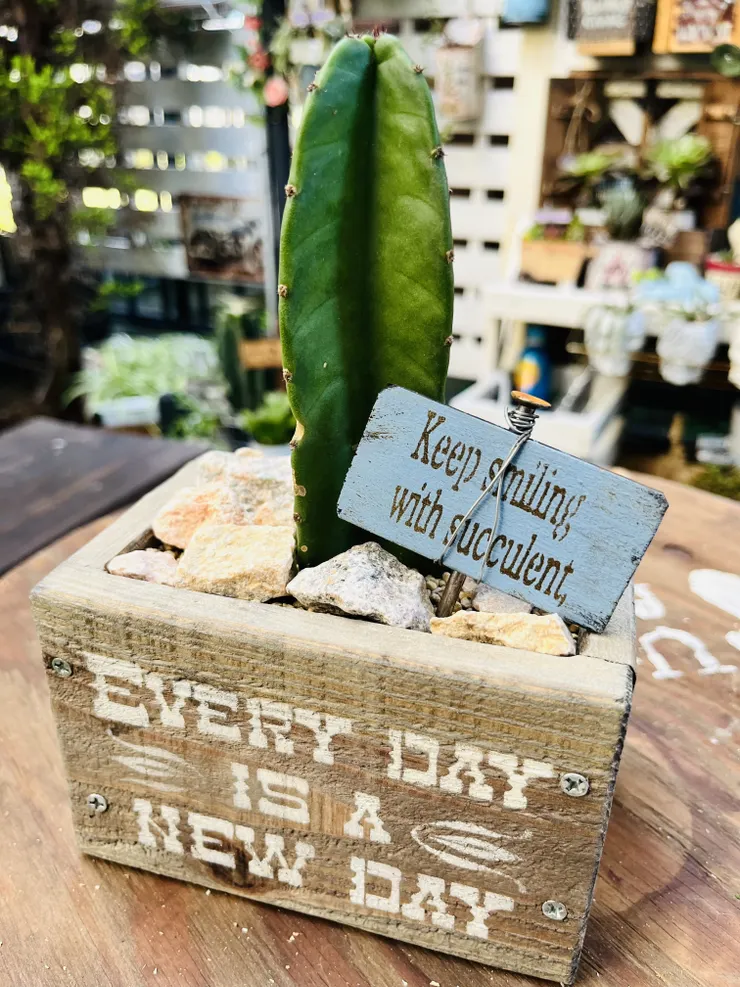 Keep smiling
with succulent,
EVERY DAY
IS A
NEW DAY